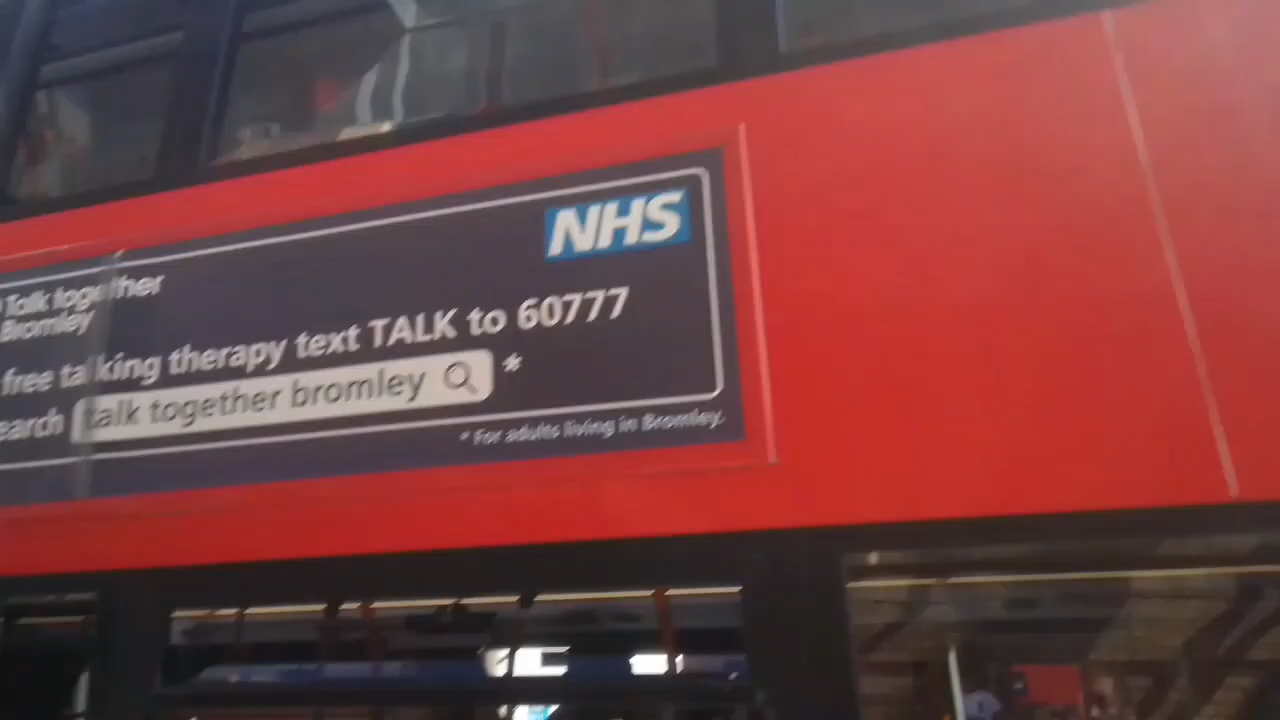 NHS
Talk together
Bromley
free talking therapy text TALK to 60777
earch talk together bromley *
* For adults living in Bromley.